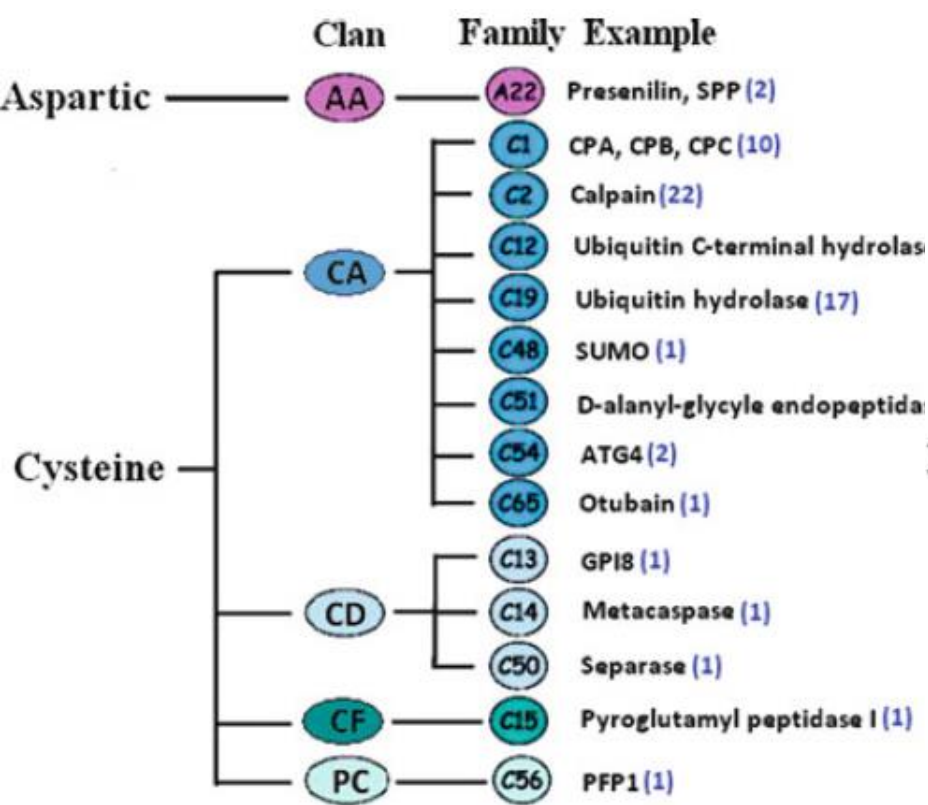 Clan Family Example
Aspartic AA A22 Presenilin, SPP (2)
C1 CPA, CPB, CPC (10)
C2 Calpain (22)
C12 Ubiquitin C-terminal hydrolase
CA C19 Ubiquitin hydrolase (17)
C48 SUMO (1)
C51 D-alanyl-glycyle endopeptidas
Cysteine C54 ATG4 (2)
C65 Otubain (1)
C13 GPI8 (1)
CD C14 Metacaspase (1)
C50 Separase (1)
CF C15 Pyroglutamyl peptidase I (1)
PC C56 PFP1 (1)